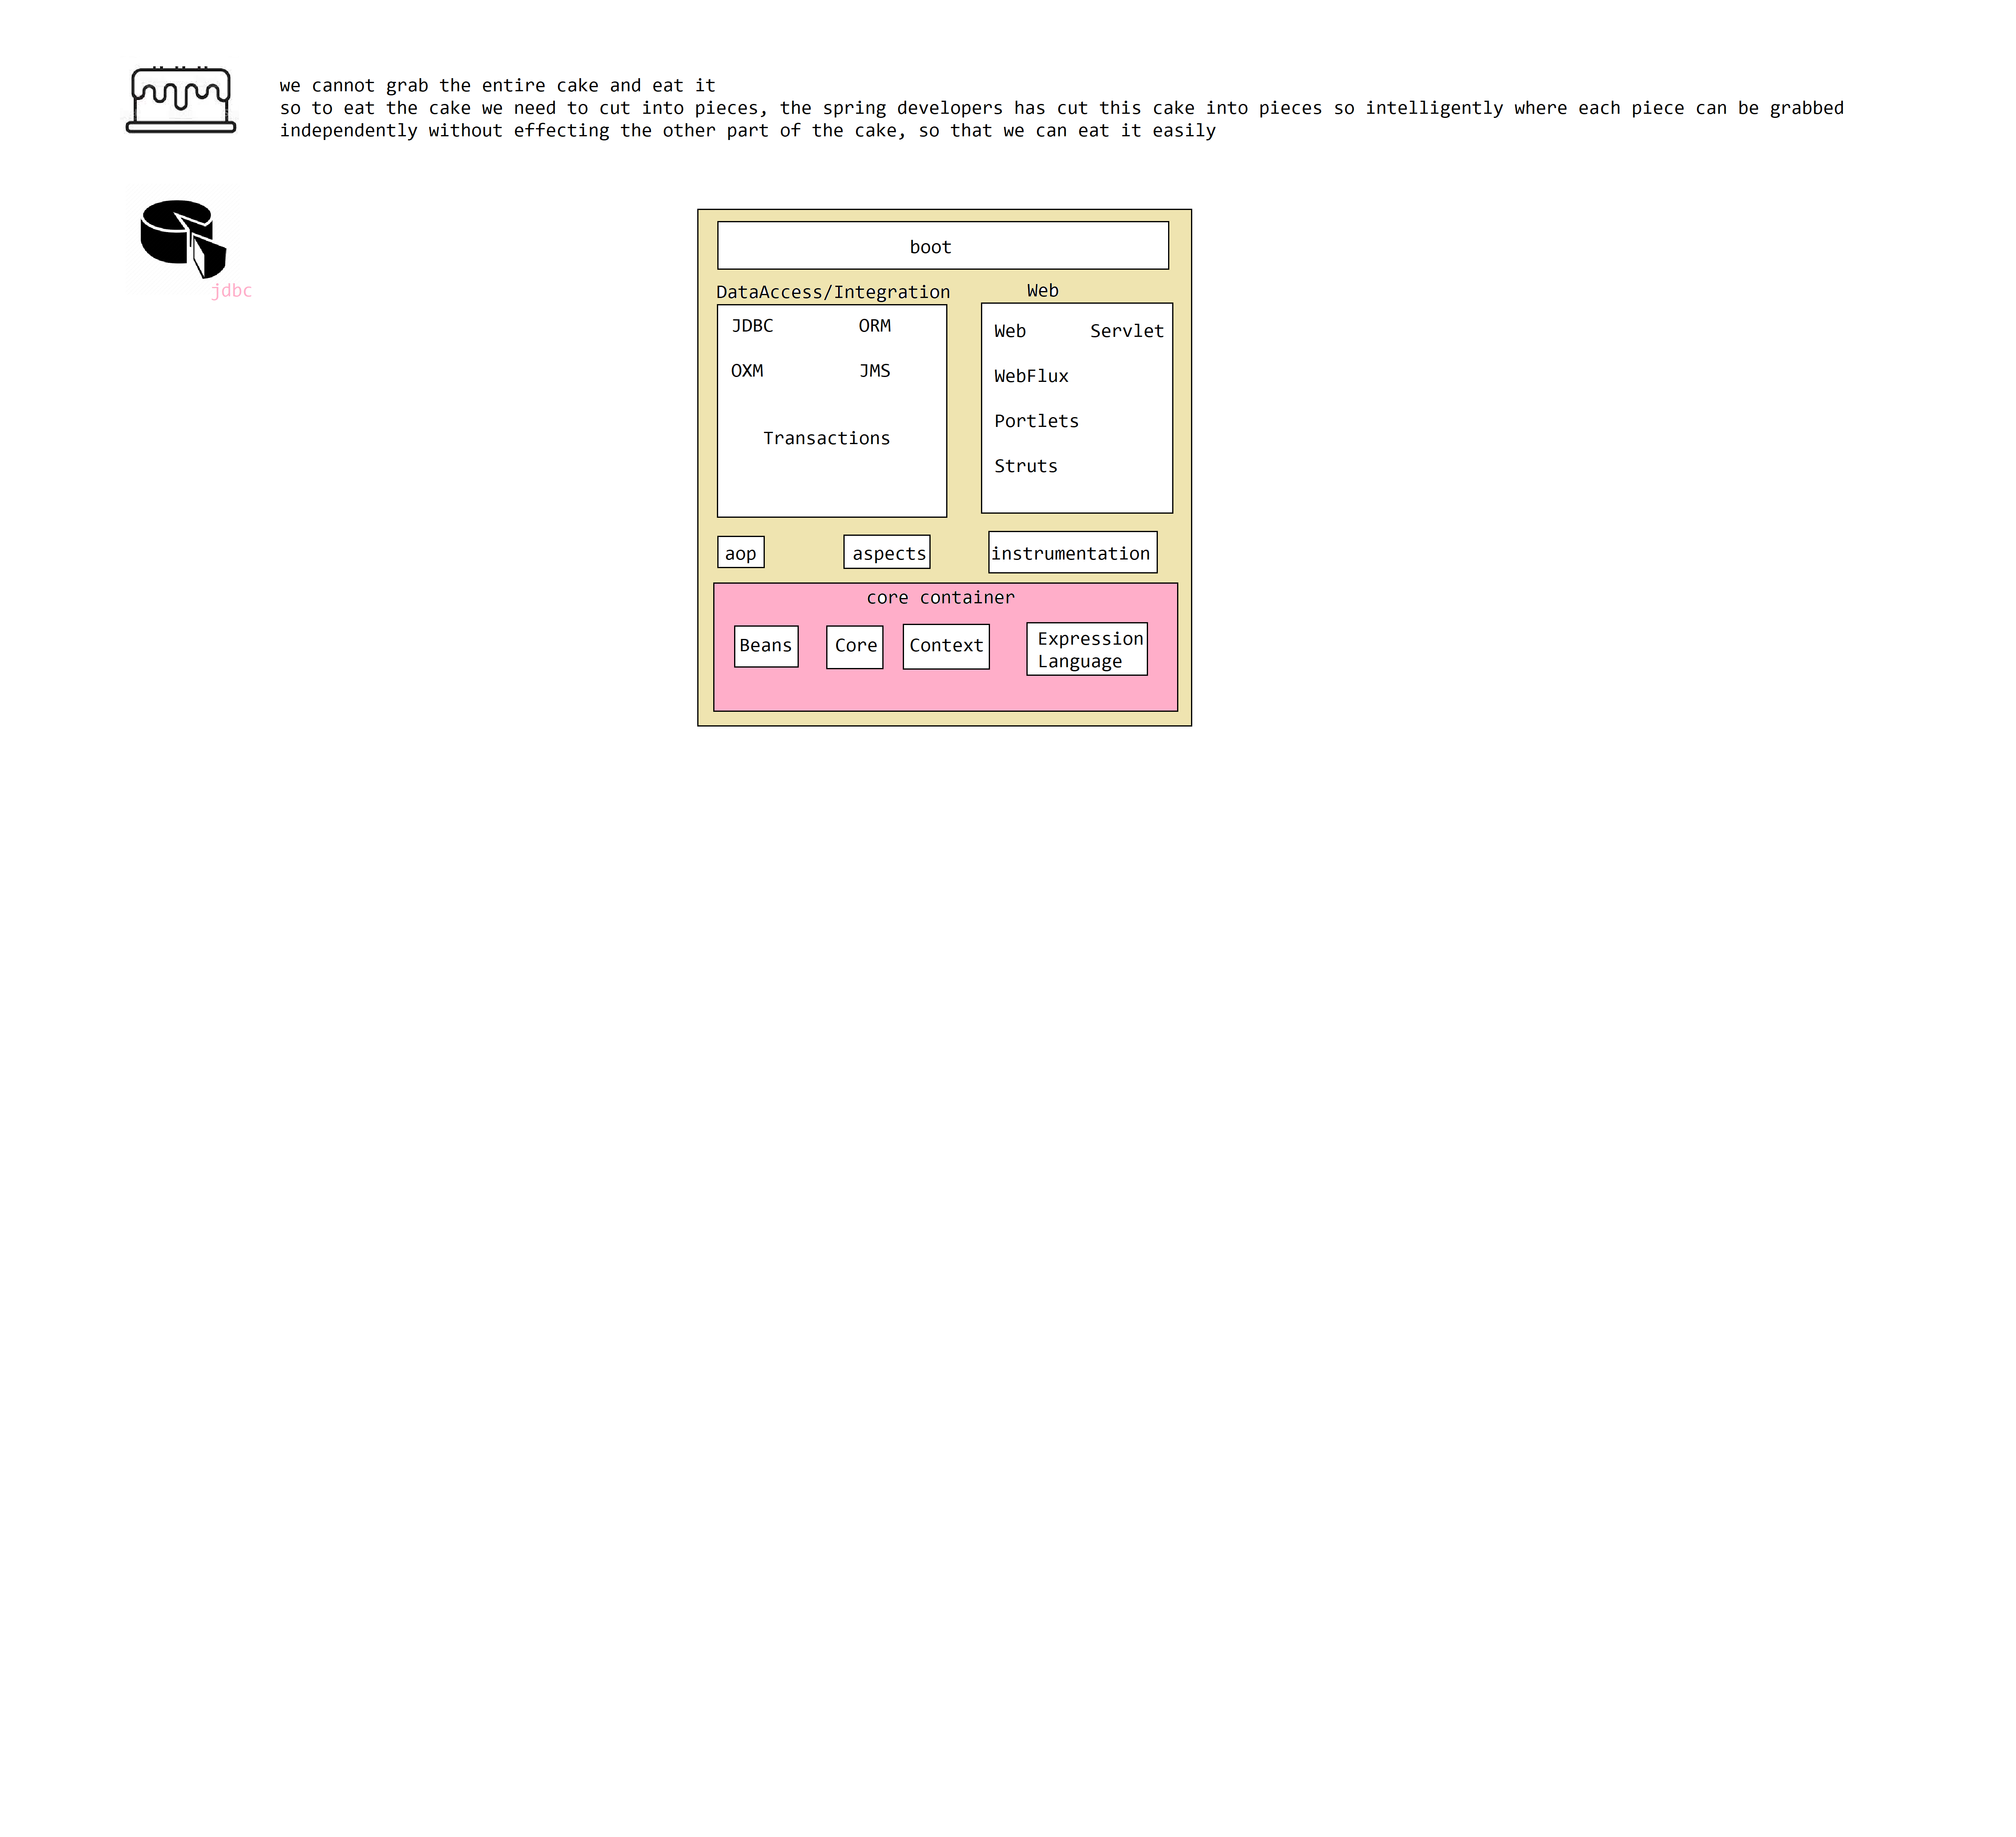 we cannot grab the entire cake and eat it
so to eat the cake we need to cut into pieces, the spring developers has cut this cake into pieces so intelligently where each piece can be grabbed
independently without effecting the other part of the cake, so that we can eat it easily
jdbc
boot
DataAccess/Integration
JDBC ORM
OXM JMS
Transactions
Web
Web Servlet
WebFlux
Portlets
Struts
aop
aspects
instrumentation
core container
Beans
Core
Context
Expression
Language